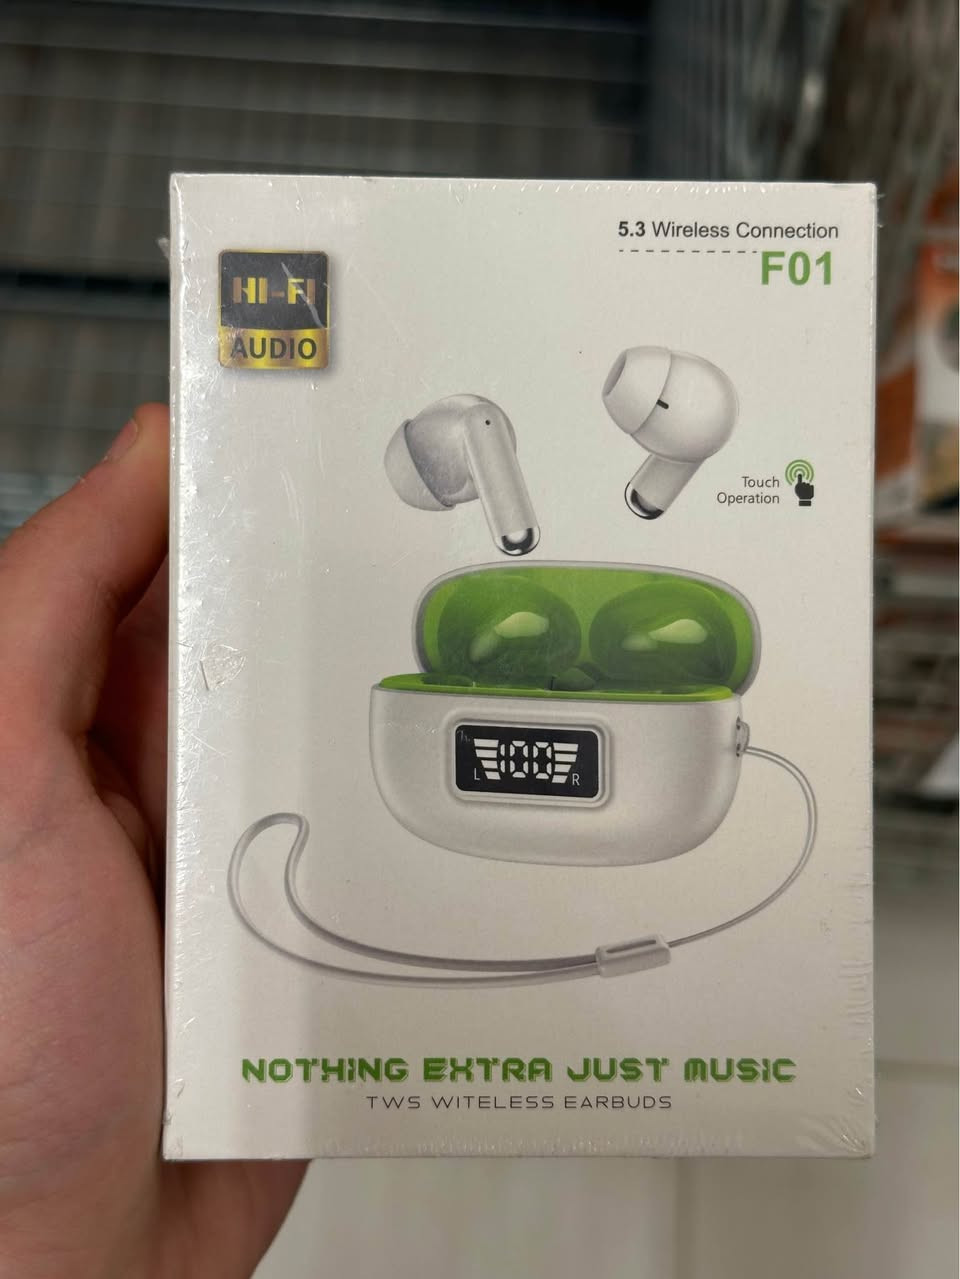 5.3 Wireless Connection
F01
HI-FI
AUDIO
Touch
Operation
100
L
R
NOTHING EXTRA JUST MUSIC
TWS WITELESS EARBUDS